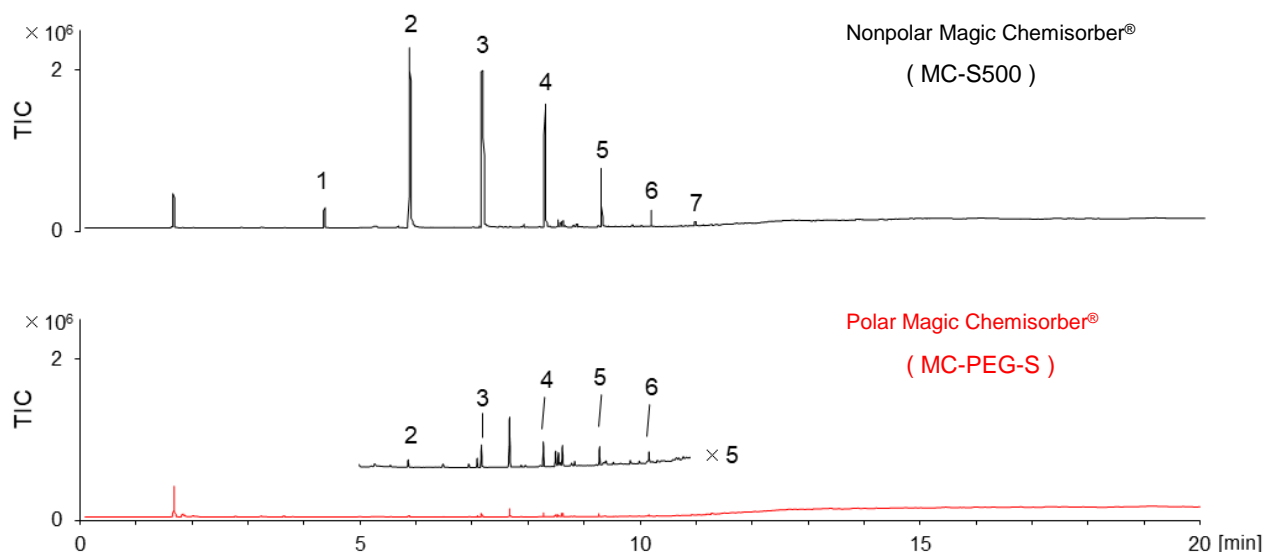 × 10⁶
2
0
TIC
1
2
3
4
5
6
7
Nonpolar Magic Chemisorber®
( MC-S500 )
× 10⁶
2
0
TIC
2
3
4
5
6
× 5
Polar Magic Chemisorber®
( MC-PEG-S )
0 5 10 15 20 [min]